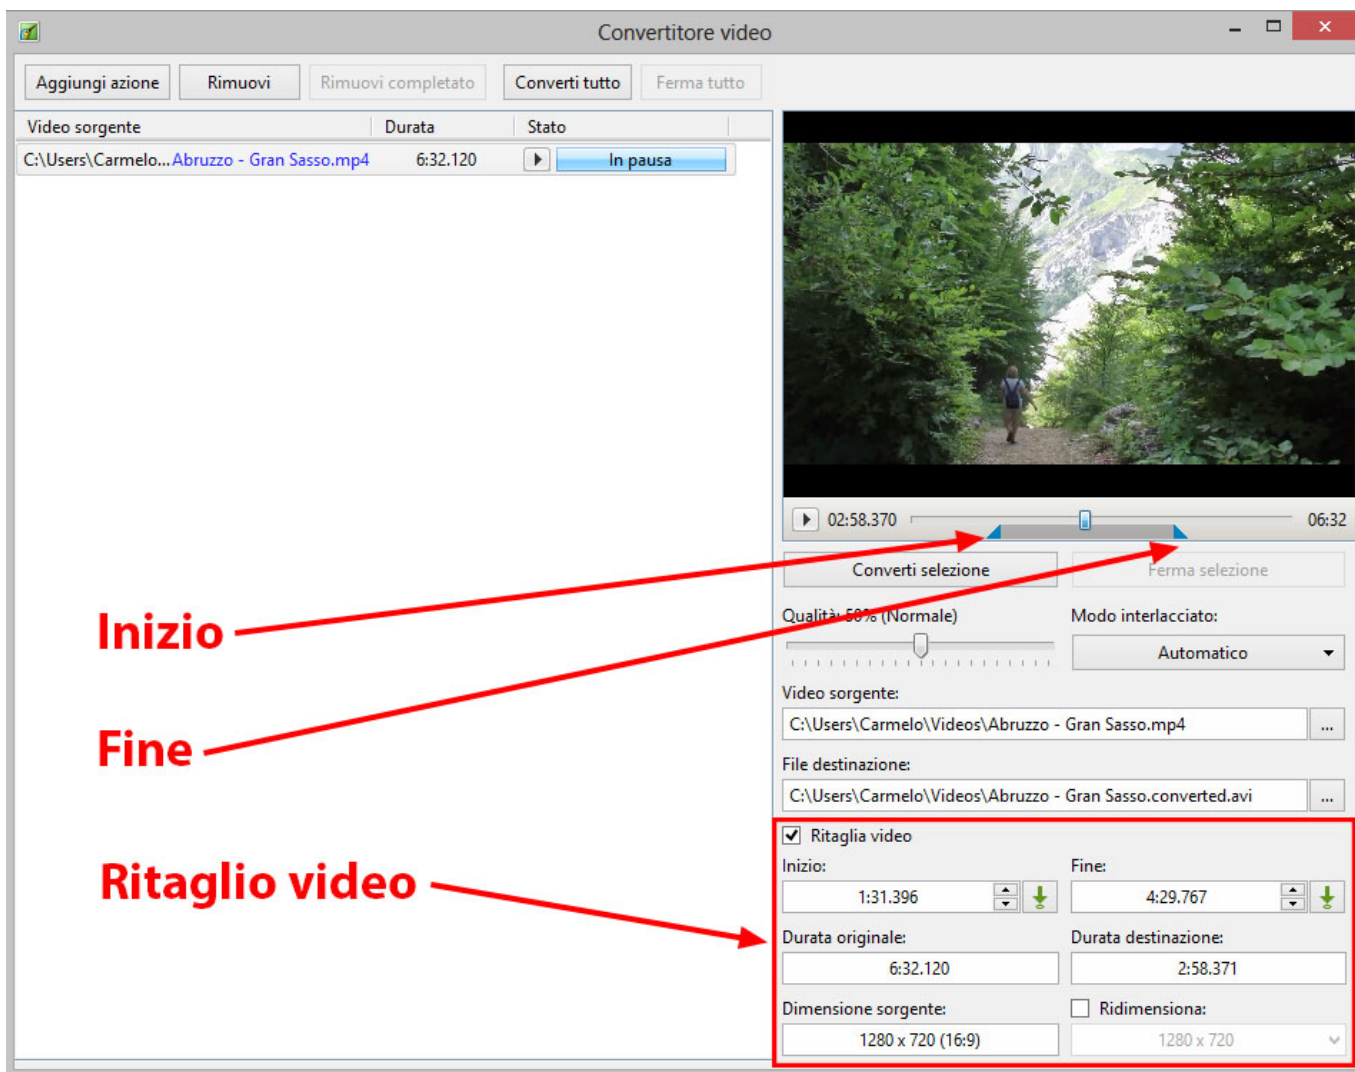 Convertitore video
Aggiungi azione Rimuovi Rimuovi completato Converti tutto Ferma tutto
Video sorgente Durata Stato
C:\Users\Carmelo...Abruzzo - Gran Sasso.mp4 6:32.120 In pausa
02:58.370 06:32
Converti selezione Ferma selezione
Inizio
Qualità: 50% (Normale) Modo interlacciato:
Automatico
Video sorgente:
C:\Users\Carmelo\Videos\Abruzzo - Gran Sasso.mp4 ...
Fine
File destinazione:
C:\Users\Carmelo\Videos\Abruzzo - Gran Sasso.converted.avi ...
Ritaglio video
Ritaglia video
Inizio: Fine:
1:31.396 4:29.767
Durata originale: Durata destinazione:
6:32.120 2:58.371
Dimensione sorgente: Ridimensiona:
1280 x 720 (16:9) 1280 x 720